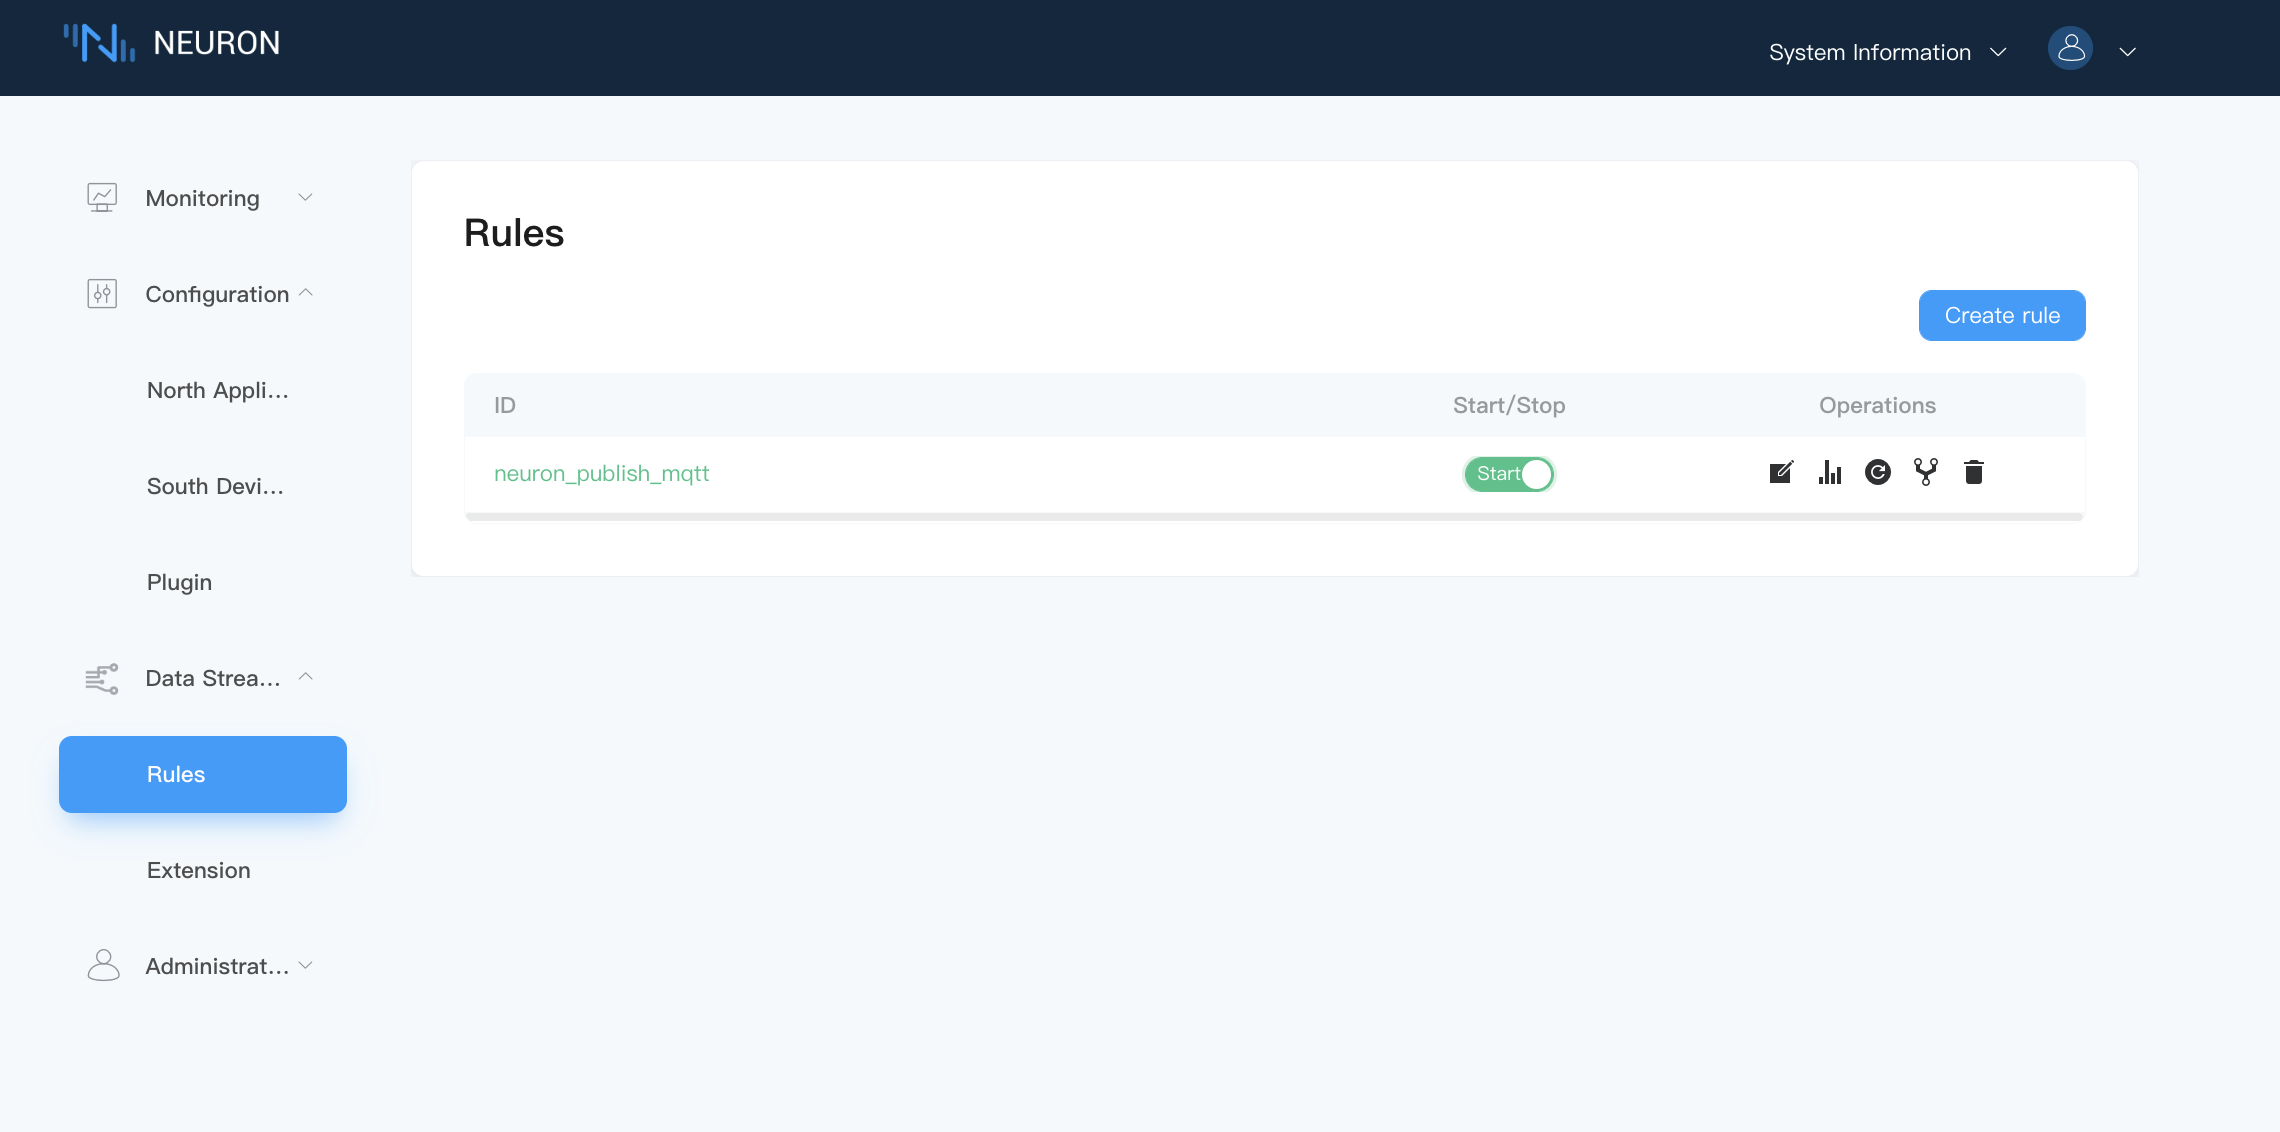 NEURON
System Information
Monitoring
Configuration
North Appli...
South Devi...
Plugin
Data Strea...
Rules
Extension
Administrat...
Rules
Create rule
ID Start/Stop Operations
neuron_publish_mqtt Start